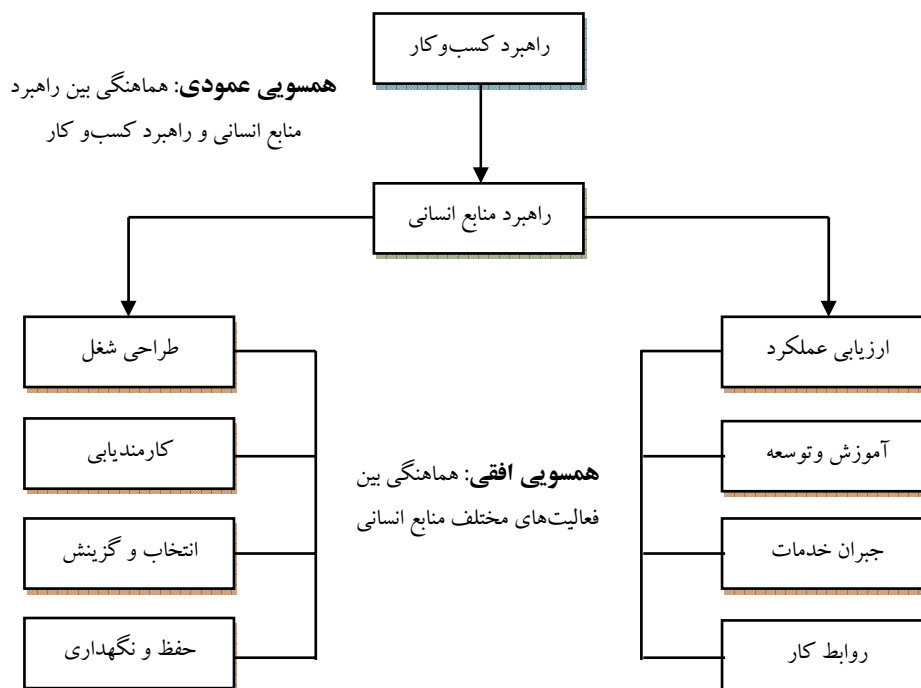 راهبرد کسب‌وکار
همسویی عمودی: هماهنگی بین راهبرد
منابع انسانی و راهبرد کسب‌و کار
راهبرد منابع انسانی
ارزیابی عملکرد
آموزش وتوسعه
جبران خدمات
روابط کار
همسویی افقی: هماهنگی بین
فعالیت‌های مختلف منابع انسانی
طراحی شغل
کارمندیابی
انتخاب و گزینش
حفظ و نگهداری